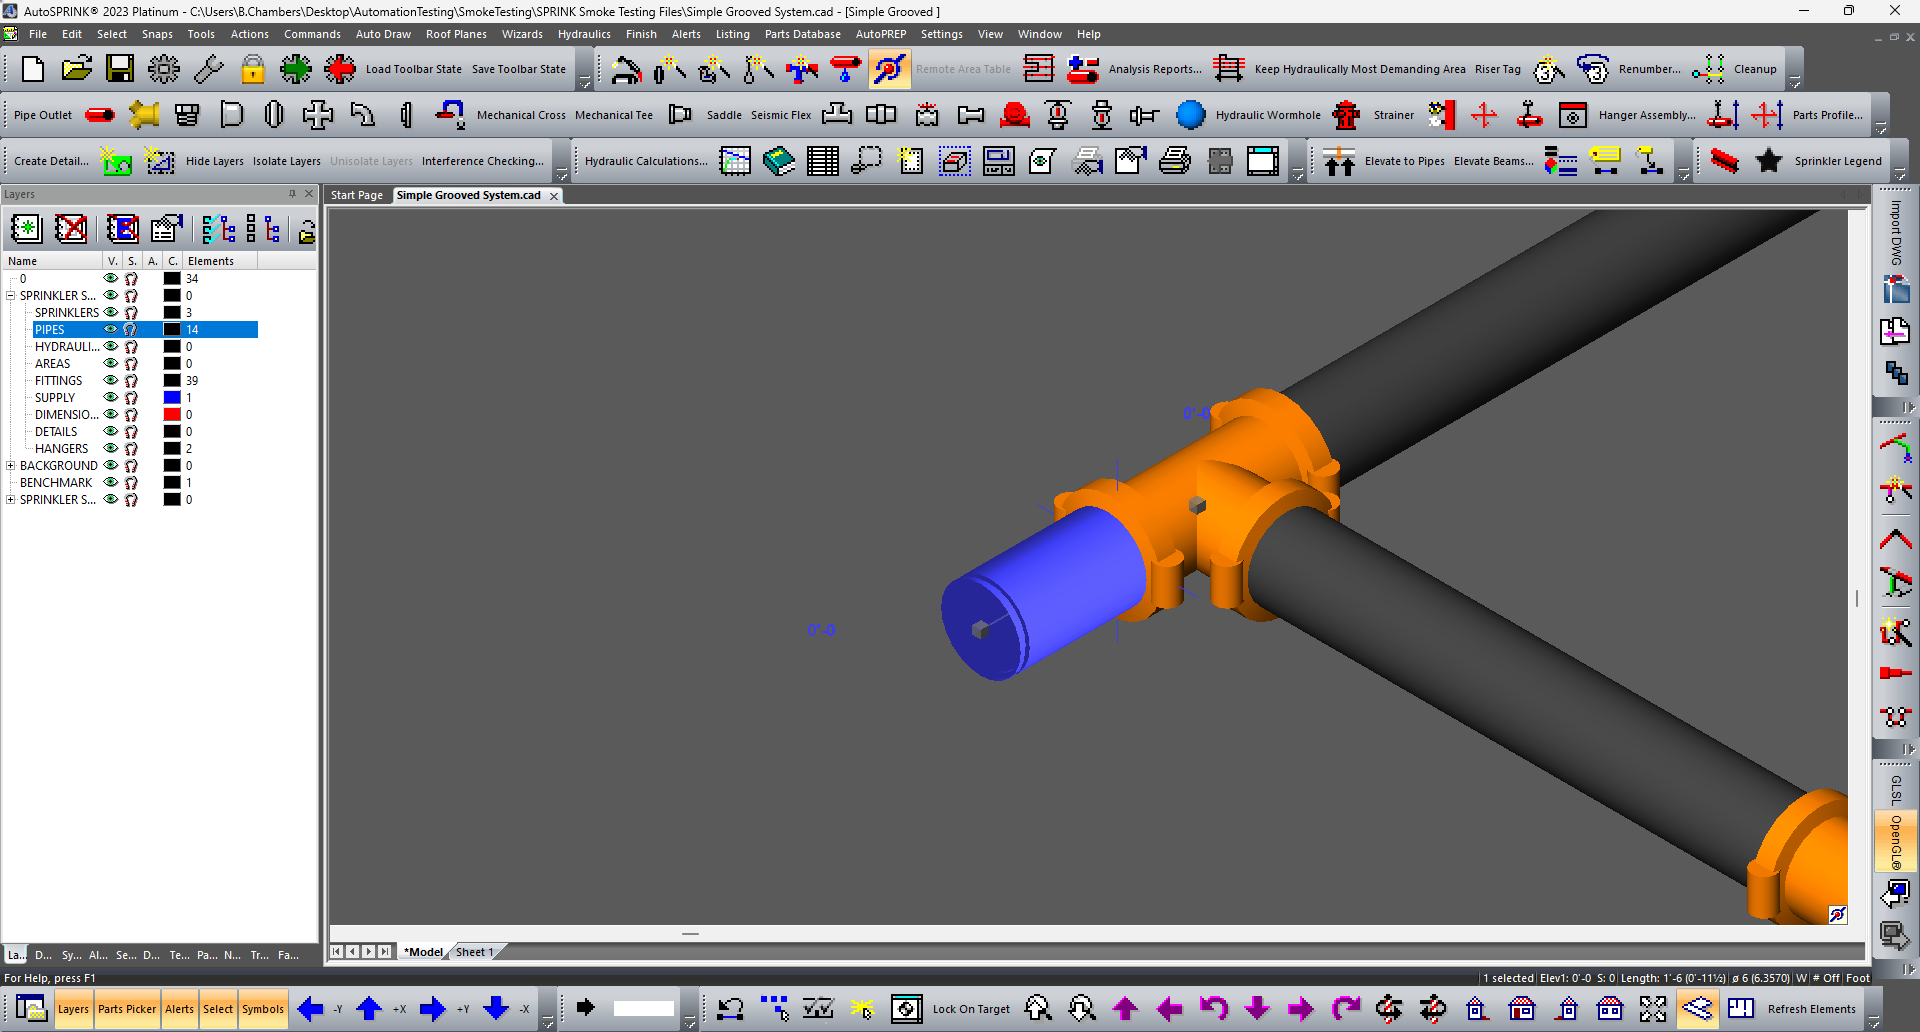 AutoSPRINK® 2023 Platinum - C:\Users\B.Chambers\Desktop\AutomationTesting\SmokeTesting\SPRINK Smoke Testing Files\Simple Grooved System.cad - [Simple Grooved ]
File Edit Select Snaps Tools Actions Commands Auto Draw Roof Planes Wizards Hydraulics Finish Alerts Listing Parts Database AutoPREP Settings View Window Help
Load Toolbar State Save Toolbar State Remote Area Table Analysis Reports... Keep Hydraulically Most Demanding Area Riser Tag Renumber... Cleanup
Pipe Outlet Mechanical Cross Mechanical Tee Saddle Seismic Flex Hydraulic Wormhole Strainer Hanger Assembly... Parts Profile...
Create Detail... Hide Layers Isolate Layers Unisolate Layers Interference Checking... Hydraulic Calculations... Elevate to Pipes Elevate Beams... Sprinkler Legend
Layers
Start Page Simple Grooved System.cad
Name V. S. A. C. Elements
0 34
SPRINKLER S... 0
SPRINKLERS 3
PIPES 14
HYDRAULI... 0
AREAS 0
FITTINGS 39
SUPPLY 1
DIMENSIO... 0
DETAILS 0
HANGERS 2
BACKGROUND 0
BENCHMARK 1
SPRINKLER S... 0
0'-0
0'-0
Import DWG
GLSL
OpenGL®
*Model Sheet 1
La... D... Sy... Al... Se... D... Te... Pa... N... Tr... Fa...
For Help, press F1
1 selected Elev1: 0'-0 S: 0 Length: 1'-6 (0'-11½) ø 6 (6.3570) W # Off Foot
Layers Parts Picker Alerts Select Symbols -Y +X +Y -X Lock On Target Refresh Elements